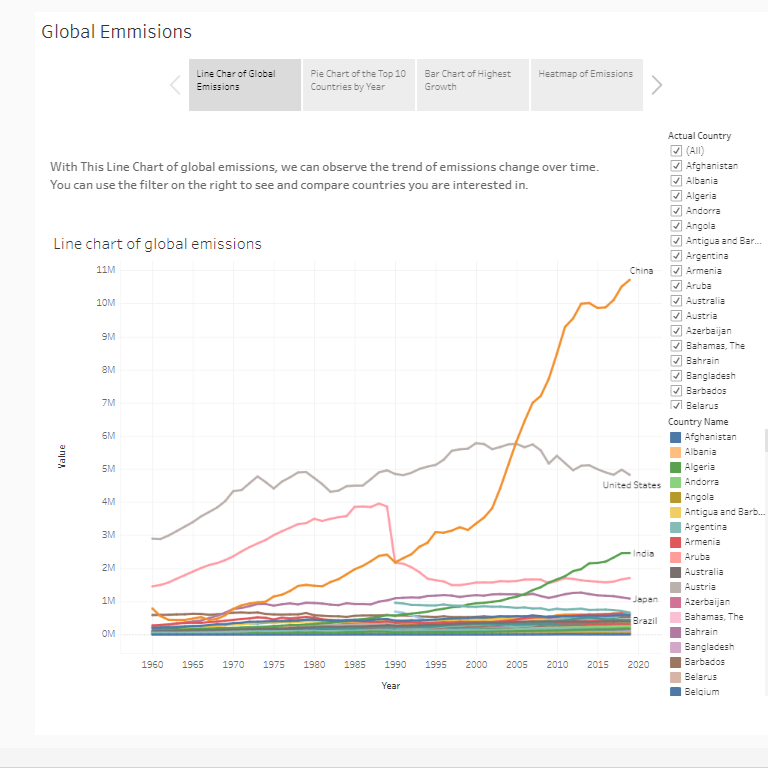 Global Emmisions
Line Char of Global
Emissions
Pie Chart of the Top 10
Countries by Year
Bar Chart of Highest
Growth
Heatmap of Emissions
With This Line Chart of global emissions, we can observe the trend of emissions change over time.
You can use the filter on the right to see and compare countries you are interested in.
Line chart of global emissions
11M
10M
9M
8M
7M
6M
5M
4M
3M
2M
1M
0M
Value
China
United States
India
Japan
Brazil
1960
1965
1970
1975
1980
1985
1990
1995
2000
2005
2010
2015
2020
Year
Actual Country
(All)
Afghanistan
Albania
Algeria
Andorra
Angola
Antigua and Bar...
Argentina
Armenia
Aruba
Australia
Austria
Azerbaijan
Bahamas, The
Bahrain
Bangladesh
Barbados
Belarus
Country Name
Afghanistan
Albania
Algeria
Andorra
Angola
Antigua and Barb...
Argentina
Armenia
Aruba
Australia
Austria
Azerbaijan
Bahamas, The
Bahrain
Bangladesh
Barbados
Belarus
Belgium